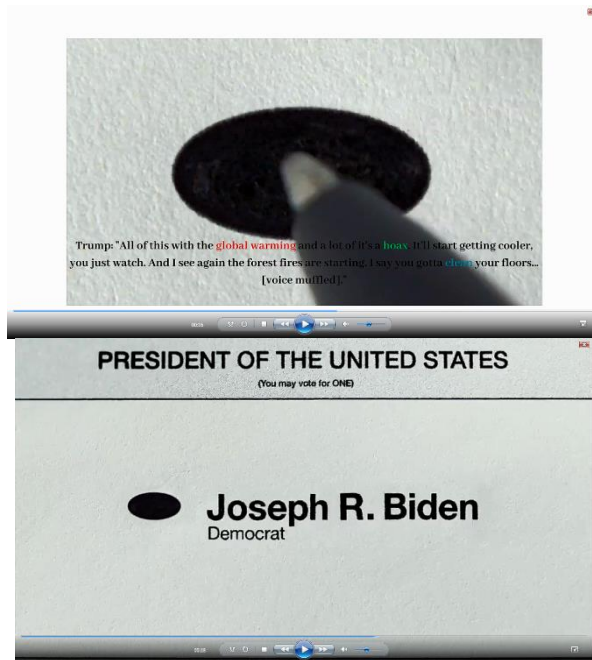 Trump: "All of this with the global warming and a lot of it's a hoax. It'll start getting cooler,
you just watch. And I see again the forest fires are starting. I say you gotta clean your floors...
[voice muffled]."
PRESIDENT OF THE UNITED STATES
(You may vote for ONE)
Joseph R. Biden
Democrat